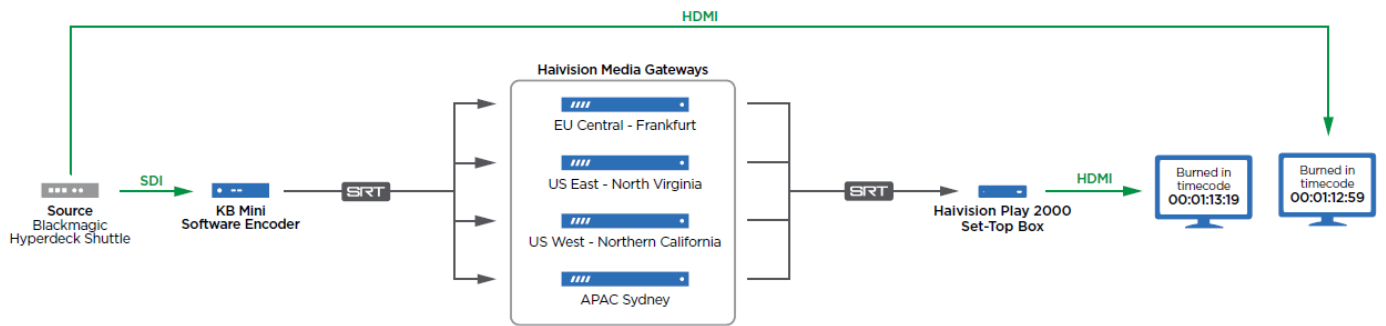 HDMI
Haivision Media Gateways
EU Central - Frankfurt
US East - North Virginia
US West - Northern California
APAC Sydney
SDI
Source
Blackmagic
Hyperdeck Shuttle
KB Mini
Software Encoder
SRT
SRT
Haivision Play 2000
Set-Top Box
HDMI
Burned in
timecode
00:01:13:19
Burned in
timecode
00:01:12:59